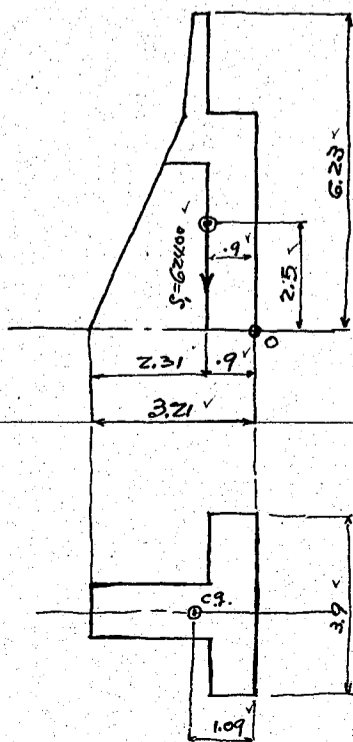 6.23 ✓
S₁=62400 ✓
.9 ✓
2.5 ✓
O
2.31 ✓
.9 ✓
3.21 ✓
c.g.
3.9 ✓
1.09 ✓